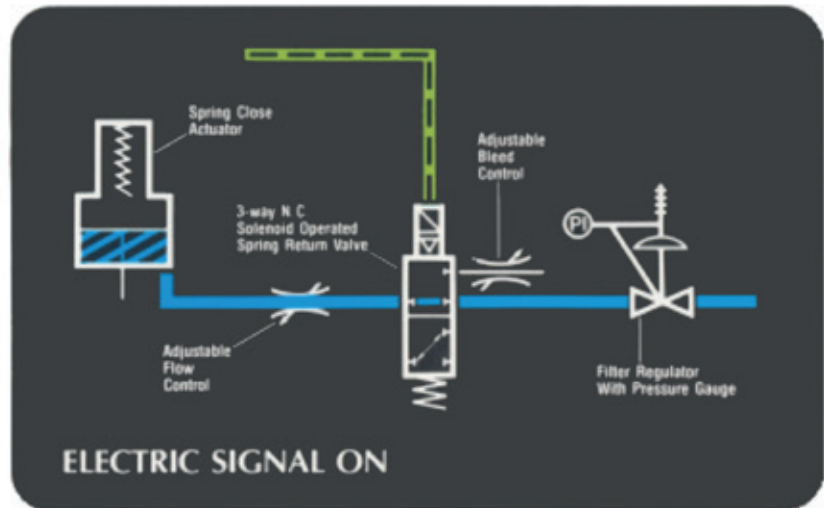 Spring Close
Actuator
Adjustable
Bleed
Control
3-way N.C
Solenoid Operated
Spring Return Valve
PI
Adjustable
Flow
Control
Filter Regulator
With Pressure Gauge
ELECTRIC SIGNAL ON